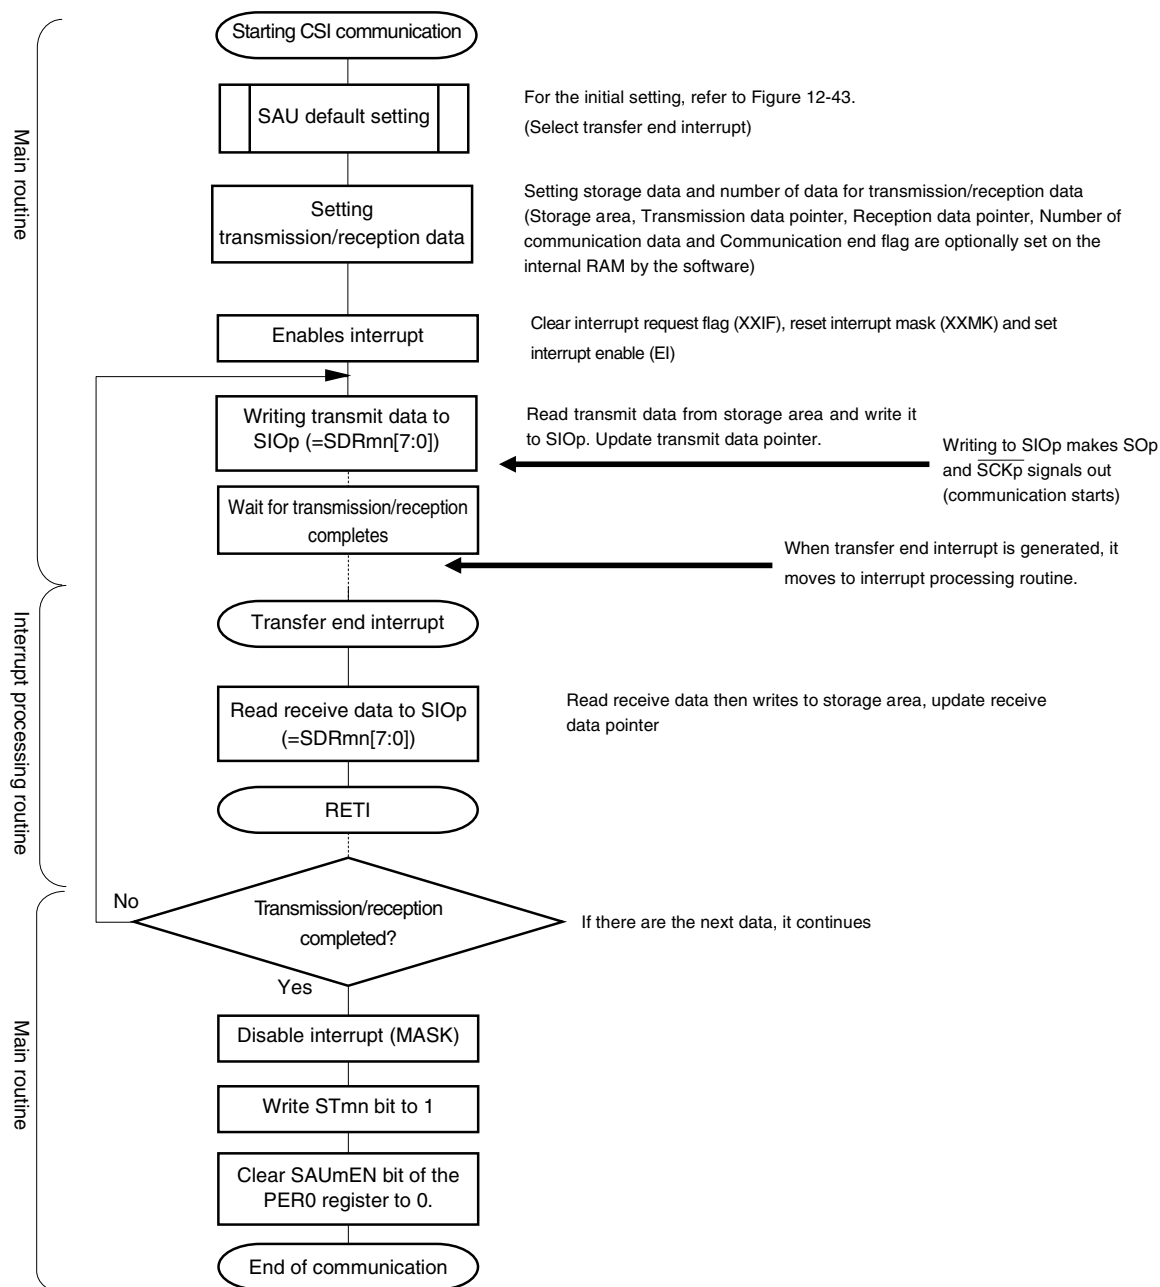 Starting CSI communication
SAU default setting
For the initial setting, refer to Figure 12-43.
(Select transfer end interrupt)
Main routine
Setting
transmission/reception data
Setting storage data and number of data for transmission/reception data
(Storage area, Transmission data pointer, Reception data pointer, Number of
communication data and Communication end flag are optionally set on the
internal RAM by the software)
Enables interrupt
Clear interrupt request flag (XXIF), reset interrupt mask (XXMK) and set
interrupt enable (EI)
Writing transmit data to
SIOp (=SDRmn[7:0])
Read transmit data from storage area and write it
to SIOp. Update transmit data pointer.
Writing to SIOp makes SOp
and SCKp signals out
(communication starts)
Wait for transmission/reception
completes
When transfer end interrupt is generated, it
moves to interrupt processing routine.
Interrupt processing routine
Transfer end interrupt
Read receive data to SIOp
(=SDRmn[7:0])
Read receive data then writes to storage area, update receive
data pointer
RETI
No
Transmission/reception
completed?
If there are the next data, it continues
Yes
Main routine
Disable interrupt (MASK)
Write STmn bit to 1
Clear SAUmEN bit of the
PER0 register to 0.
End of communication